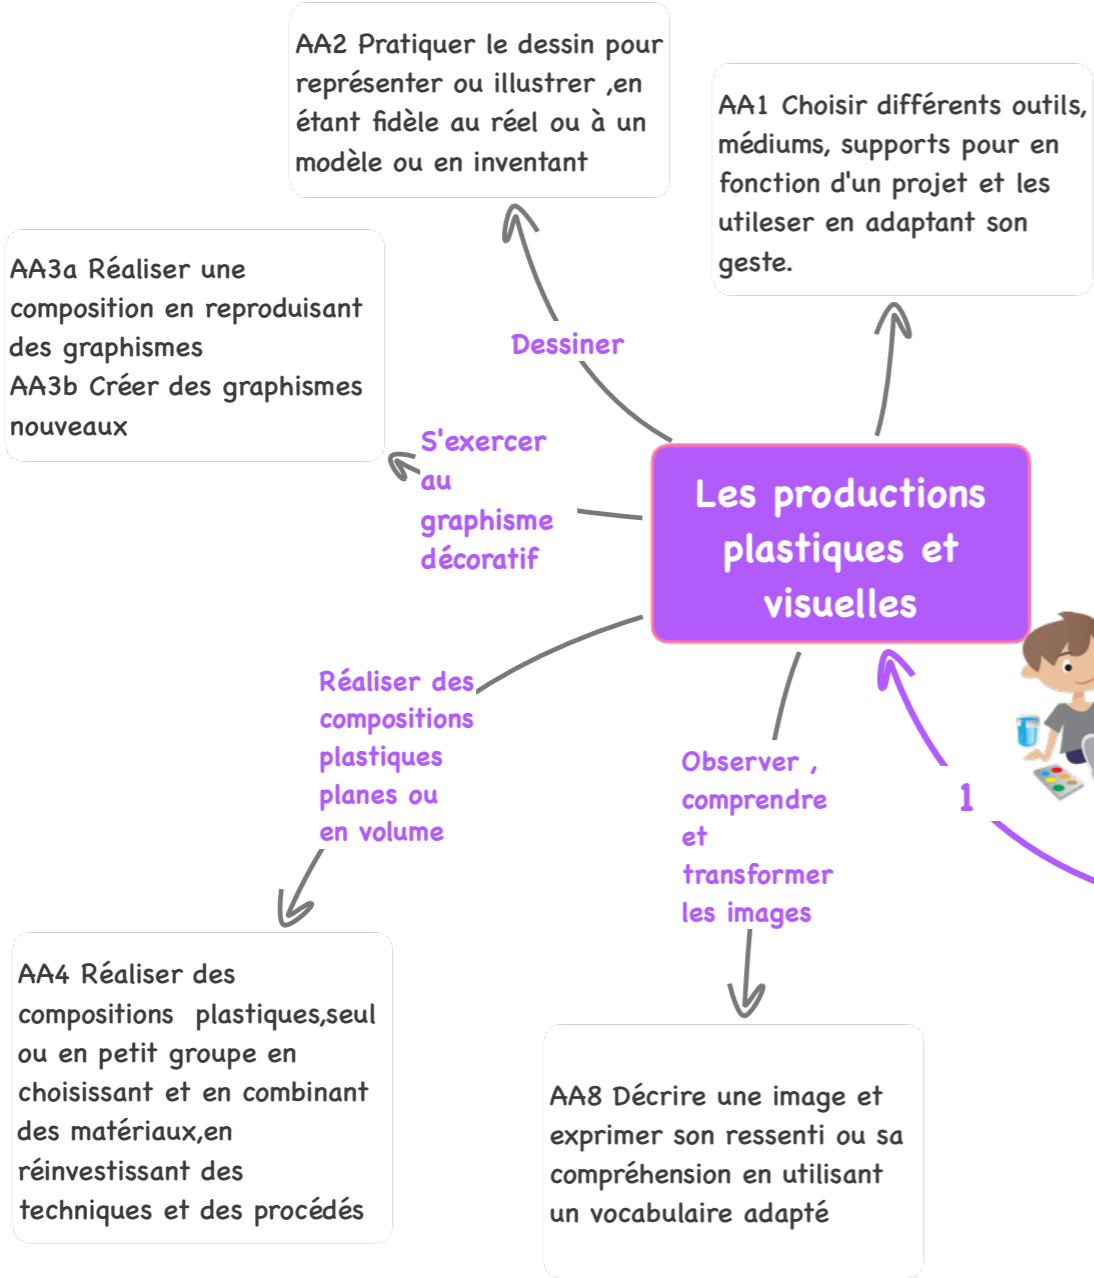 AA2 Pratiquer le dessin pour
représenter ou illustrer ,en
étant fidèle au réel ou à un
modèle ou en inventant
AA1 Choisir différents outils,
médiums, supports pour en
fonction d'un projet et les
utileser en adaptant son
geste.
AA3a Réaliser une
composition en reproduisant
des graphismes
AA3b Créer des graphismes
nouveaux
Dessiner
S'exercer
au
graphisme
décoratif
Les productions
plastiques et
visuelles
Réaliser des
compositions
plastiques
planes ou
en volume
Observer ,
comprendre
et
transformer
les images
1
AA4 Réaliser des
compositions  plastiques,seul
ou en petit groupe en
choisissant et en combinant
des matériaux,en
réinvestissant des
techniques et des procédés
AA8 Décrire une image et
exprimer son ressenti ou sa
compréhension en utilisant
un vocabulaire adapté